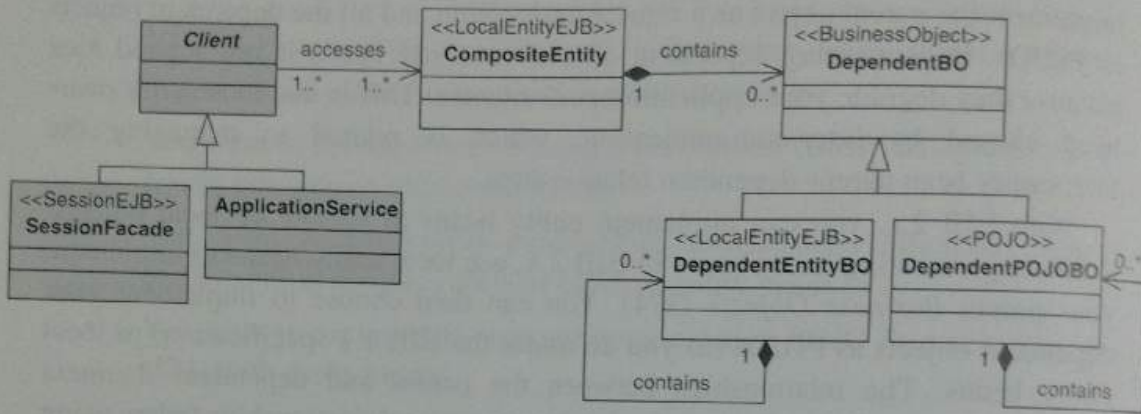 Client
accesses
1..*
1..*
<<LocalEntityEJB>>
CompositeEntity
contains
1
0..*
<<BusinessObject>>
DependentBO
<<SessionEJB>>
SessionFacade
ApplicationService
<<LocalEntityEJB>>
DependentEntityBO
0..*
1
contains
<<POJO>>
DependentPOJOBO
0..*
1
contains